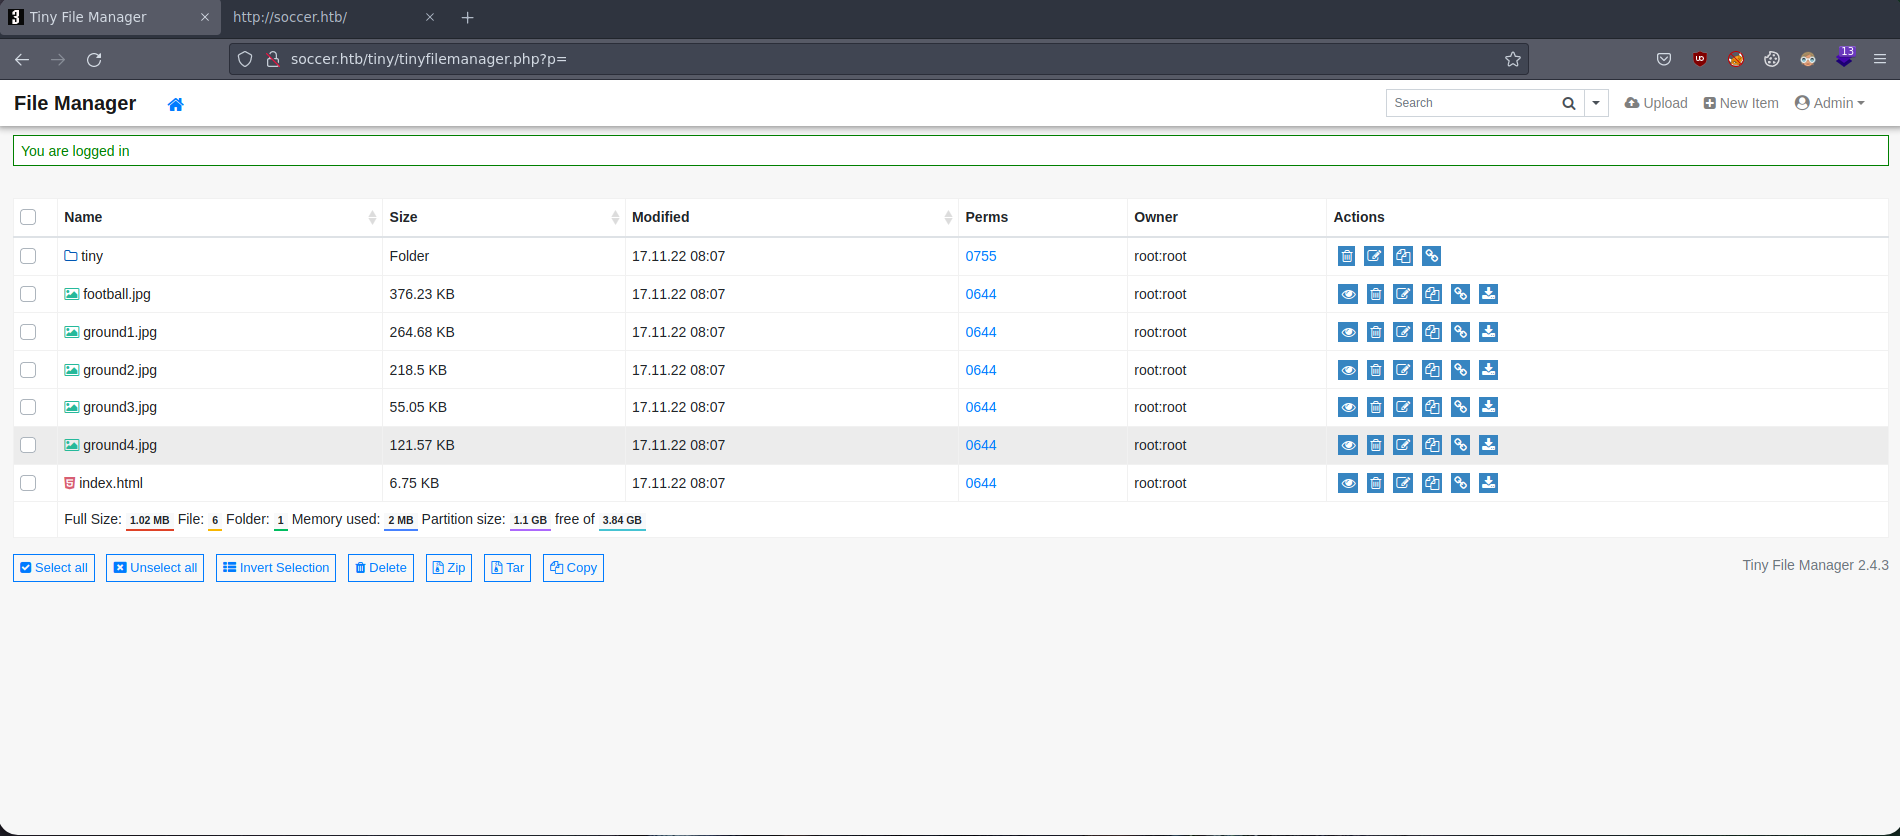 Tiny File Manager http://soccer.htb/
soccer.htb/tiny/tinyfilemanager.php?p= 13
File Manager Search Upload New Item Admin
You are logged in
Name Size Modified Perms Owner Actions
tiny Folder 17.11.22 08:07 0755 root:root
football.jpg 376.23 KB 17.11.22 08:07 0644 root:root
ground1.jpg 264.68 KB 17.11.22 08:07 0644 root:root
ground2.jpg 218.5 KB 17.11.22 08:07 0644 root:root
ground3.jpg 55.05 KB 17.11.22 08:07 0644 root:root
ground4.jpg 121.57 KB 17.11.22 08:07 0644 root:root
index.html 6.75 KB 17.11.22 08:07 0644 root:root
Full Size: 1.02 MB File: 6 Folder: 1 Memory used: 2 MB Partition size: 1.1 GB free of 3.84 GB
Select all Unselect all Invert Selection Delete Zip Tar Copy Tiny File Manager 2.4.3